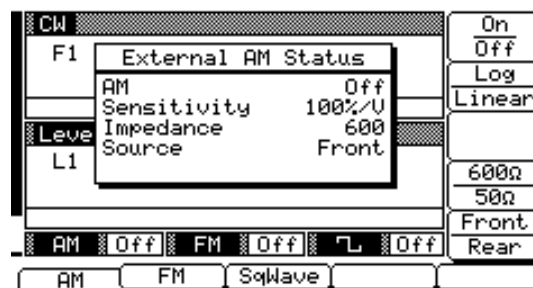 CW
F1
External AM Status
AM Off
Sensitivity 100%/V
Impedance 600
Source Front
Leve
L1
AM Off FM Off Off
AM FM SqWave
On
Off
Log
Linear
600Ω
50Ω
Front
Rear